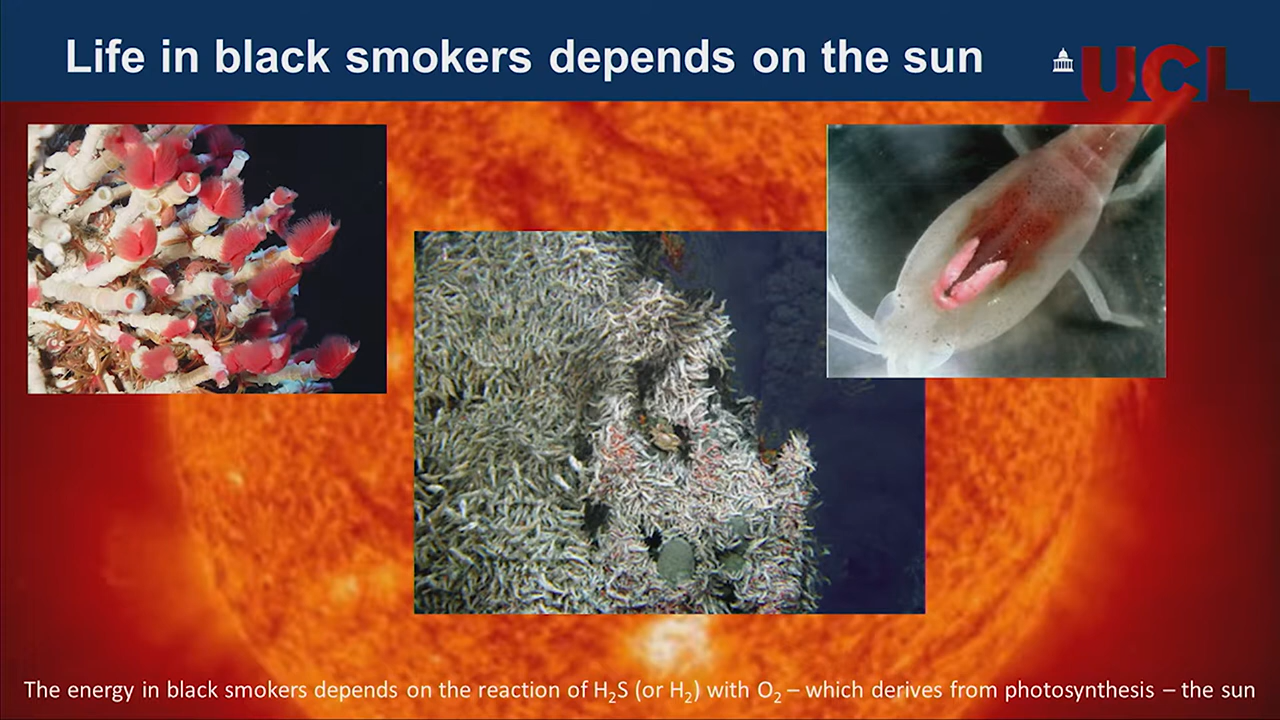 Life in black smokers depends on the sun
UCL
The energy in black smokers depends on the reaction of H₂S (or H₂) with O₂ – which derives from photosynthesis – the sun